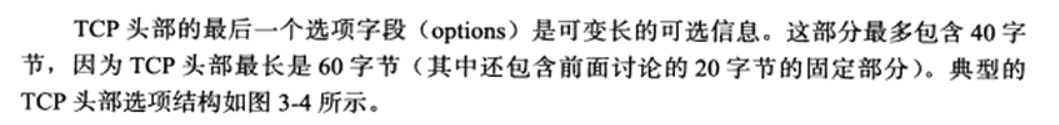 TCP 头部的最后一个选项字段（options）是可变长的可选信息。这部分最多包含 40 字
节，因为 TCP 头部最长是 60 字节（其中还包含前面讨论的 20 字节的固定部分）。典型的
TCP 头部选项结构如图 3-4 所示。